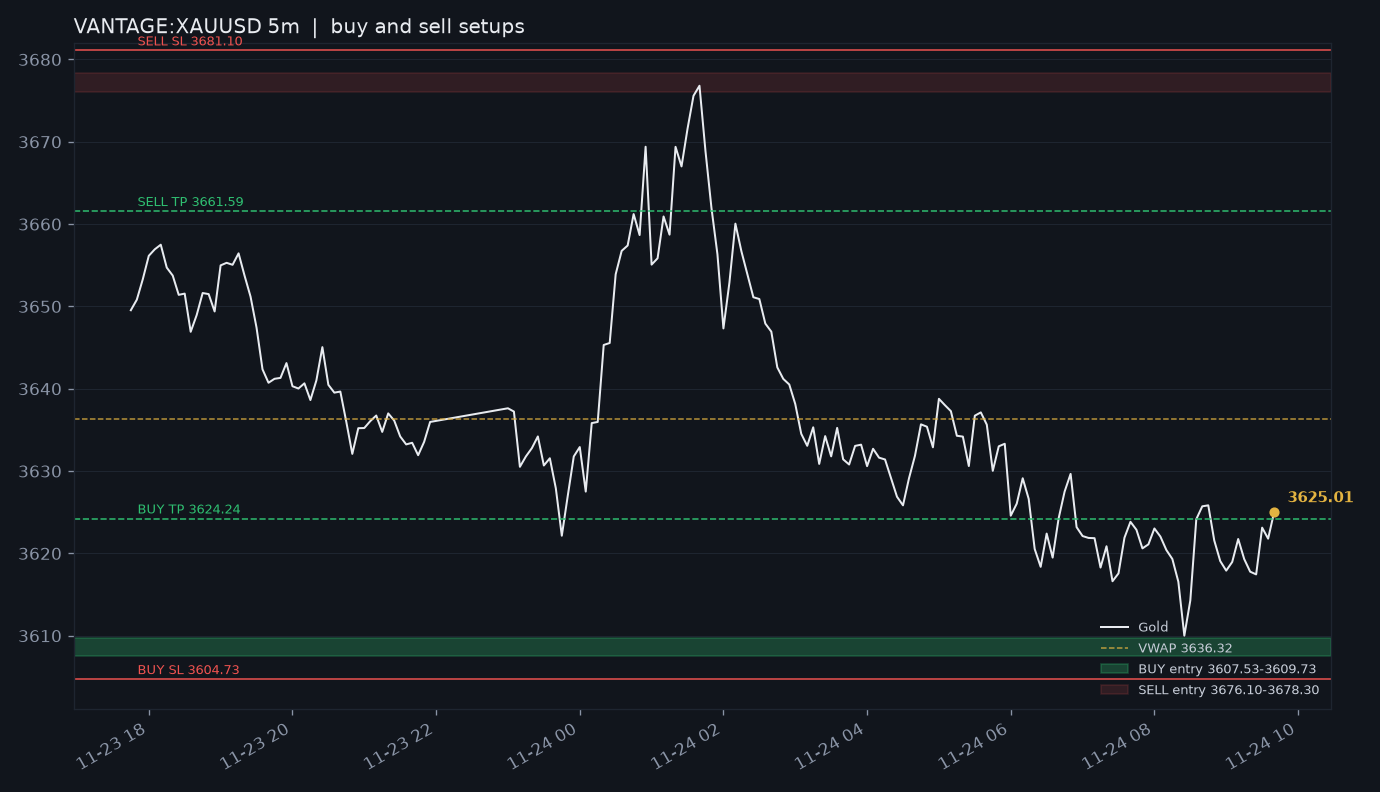 VANTAGE:XAUUSD 5m | buy and sell setups
SELL SL 3681.10
3680
3670
SELL TP 3661.59
3660
3650
3640
3630
BUY TP 3624.24
3625.01
3620
3610
Gold
VWAP 3636.32
BUY SL 3604.73
BUY entry 3607.53-3609.73
SELL entry 3676.10-3678.30
11-23 18
11-23 20
11-23 22
11-24 00
11-24 02
11-24 04
11-24 06
11-24 08
11-24 10